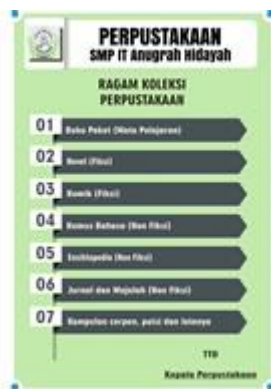 PERPUSTAKAAN
SMP IT Anugrah Hidayah
RAGAM KOLEKSI
PERPUSTAKAAN
01 Buku Paket (Mata Pelajaran)
02 Novel (Fiksi)
03 Komik (Fiksi)
04 Kamus Bahasa (Non Fiksi)
05 Ensiklopedia (Non Fiksi)
06 Jurnal dan Majalah (Non Fiksi)
07 Kumpulan cerpen, puisi dan lainnya
TTD
Kepala Perpustakaan